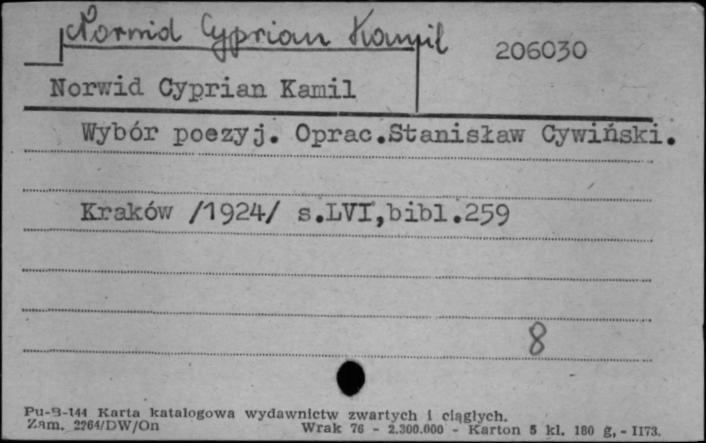 Norwid Cyprian Kamil
206030
Norwid Cyprian Kamil
Wybór poezyj. Oprac.Stanisław Cywiński.
Kraków /1924/ s.LVI,bibl.259
8
Pu-B-144 Karta katalogowa wydawnictw zwartych i ciągłych.
Zam. 2264/DW/On Wrak 76 - 2.300.000 - Karton 5 kl. 180 g, - II73.